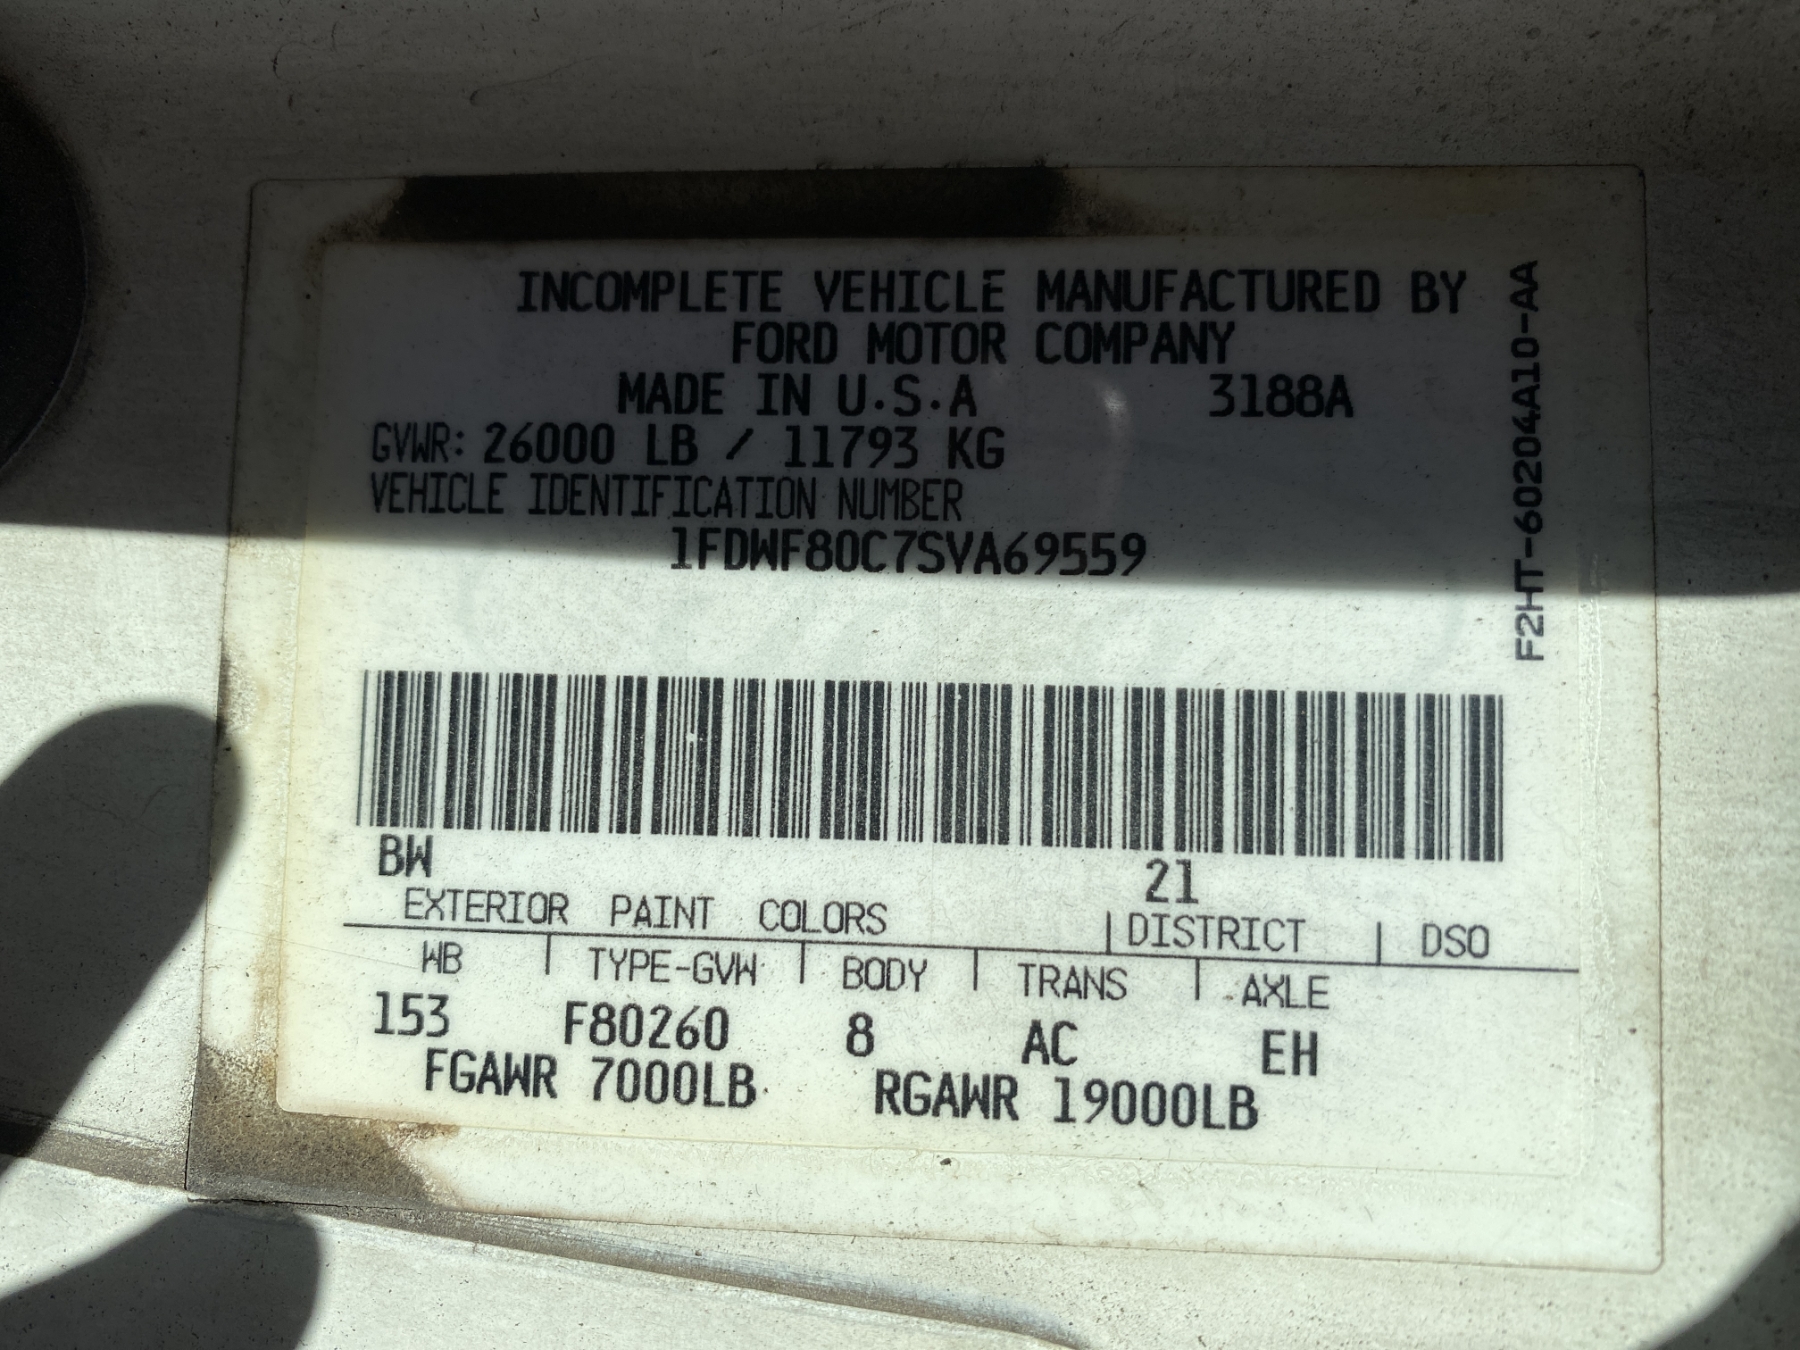 INCOMPLETE VEHICLE MANUFACTURED BY
FORD MOTOR COMPANY
MADE IN U.S.A 3188A
GVWR: 26000 LB / 11793 KG
VEHICLE IDENTIFICATION NUMBER
1FDWF80C7SVA69559
F2HT-60204A10-AA
BW 21
EXTERIOR PAINT COLORS | DISTRICT | DSO
WB | TYPE-GVW | BODY | TRANS | AXLE
153 F80260 8 AC EH
FGAWR 7000LB RGAWR 19000LB